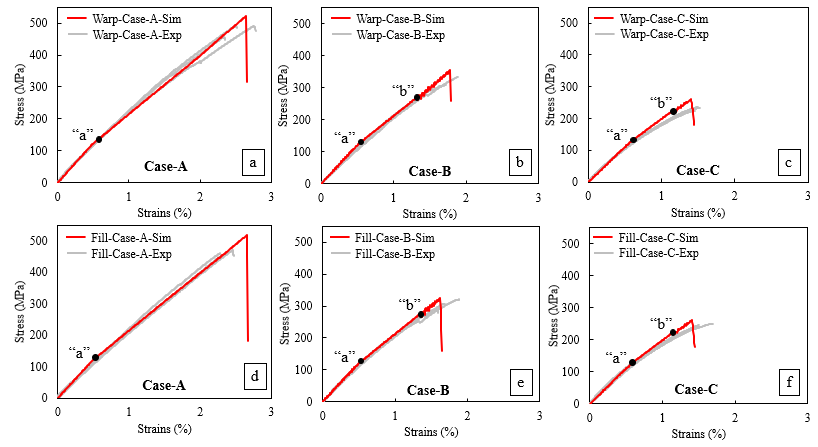 500
400
300
200
100
0
Stress (MPa)
Warp-Case-A-Sim
Warp-Case-A-Exp
“a”
Case-A
a
0
1
2
3
Strains (%)
500
400
300
200
100
0
Stress (MPa)
Warp-Case-B-Sim
Warp-Case-B-Exp
“b”
“a”
Case-B
b
0
1
2
3
Strains (%)
500
400
300
200
100
0
Stress (MPa)
Warp-Case-C-Sim
Warp-Case-C-Exp
“b”
“a”
Case-C
c
0
1
2
3
Strains (%)
500
400
300
200
100
0
Stress (MPa)
Fill-Case-A-Sim
Fill-Case-A-Exp
“a”
Case-A
d
0
1
2
3
Strains (%)
500
400
300
200
100
0
Stress (MPa)
Fill-Case-B-Sim
Fill-Case-B-Exp
“b”
“a”
Case-B
e
0
1
2
3
Strains (%)
500
400
300
200
100
0
Stress (MPa)
Fill-Case-C-Sim
Fill-Case-C-Exp
“b”
“a”
Case-C
f
0
1
2
3
Strains (%)